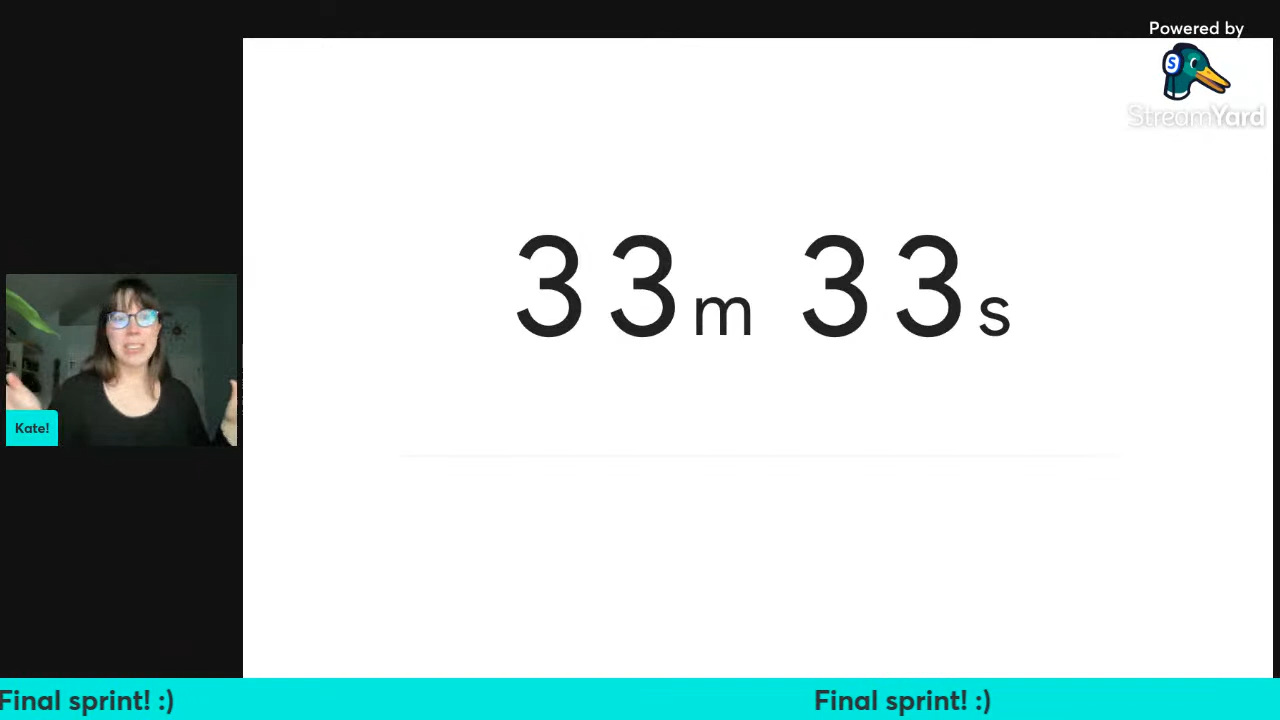 Powered by
StreamYard
33m 33s
Kate!
Final sprint! :) Final sprint! :)